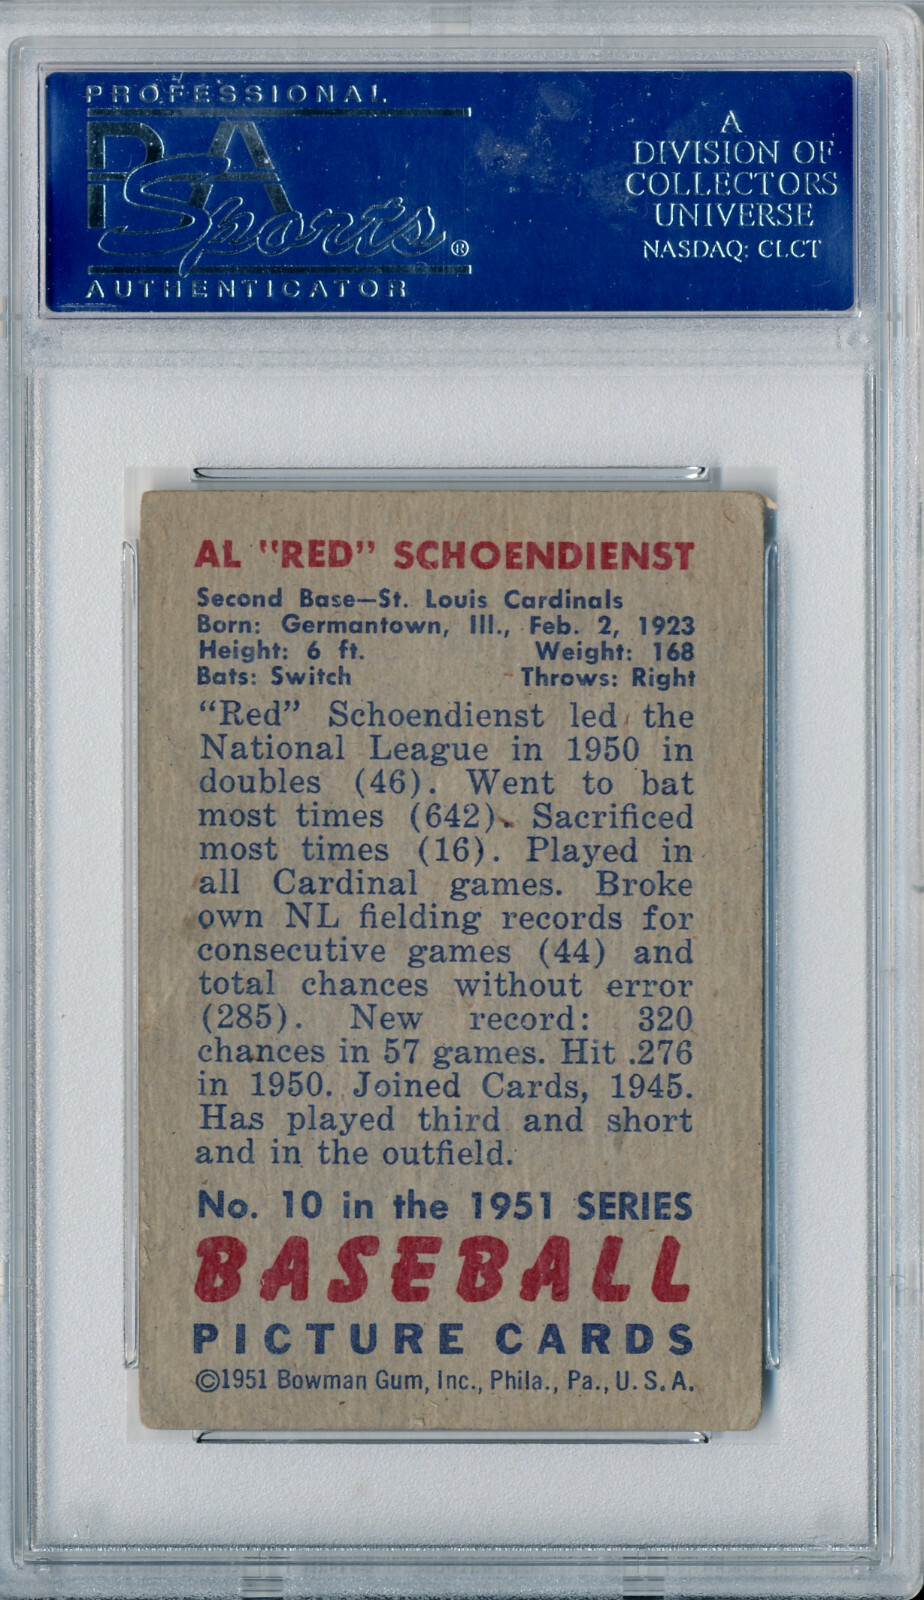 PROFESSIONAL
PSA
Sports®
AUTHENTICATOR
A
DIVISION OF
COLLECTORS
UNIVERSE
NASDAQ: CLCT
AL "RED" SCHOENDIENST
Second Base—St. Louis Cardinals
Born: Germantown, Ill., Feb. 2, 1923
Height: 6 ft. Weight: 168
Bats: Switch Throws: Right
"Red" Schoendienst led the
National League in 1950 in
doubles (46). Went to bat
most times (642). Sacrificed
most times (16). Played in
all Cardinal games. Broke
own NL fielding records for
consecutive games (44) and
total chances without error
(285). New record: 320
chances in 57 games. Hit .276
in 1950. Joined Cards, 1945.
Has played third and short
and in the outfield.
No. 10 in the 1951 SERIES
BASEBALL
PICTURE CARDS
©1951 Bowman Gum, Inc., Phila., Pa., U. S. A.